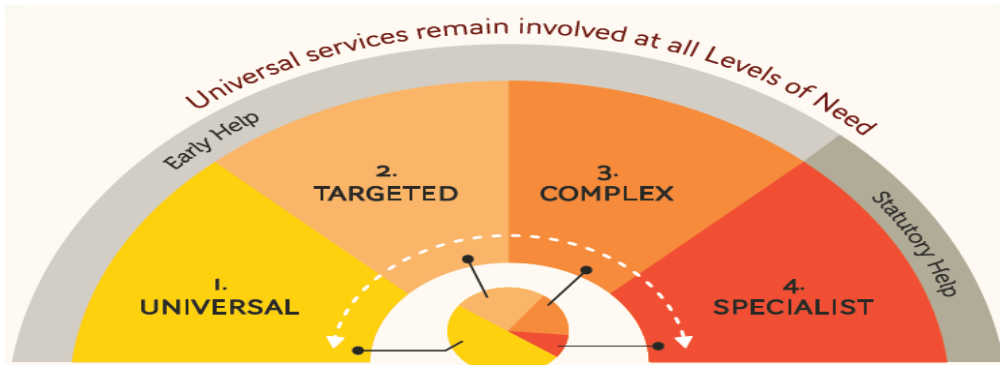 Universal services remain involved at all Levels of Need
Early Help
2.
TARGETED
3.
COMPLEX
Statutory Help
1.
UNIVERSAL
4.
SPECIALIST